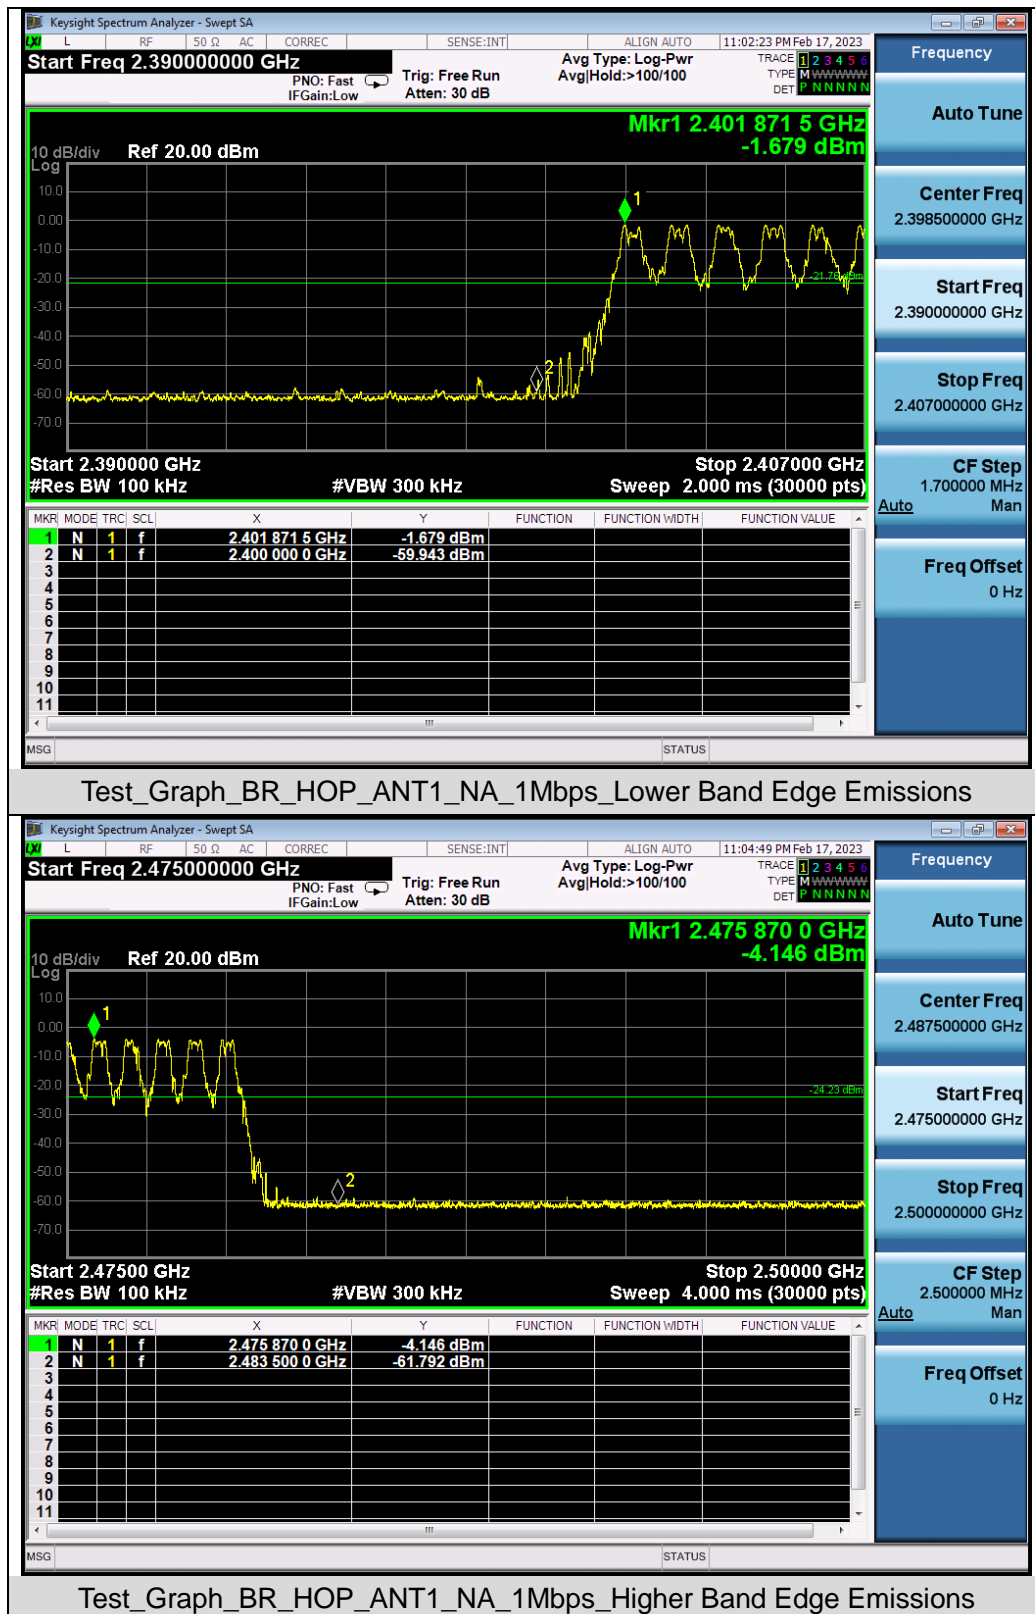 Keysight Spectrum Analyzer - Swept SA
LXI L RF 50 Ω AC CORREC SENSE:INT ALIGN AUTO 11:02:23 PM Feb 17, 2023
Start Freq 2.390000000 GHz
PNO: Fast
IFGain:Low
Trig: Free Run
Atten: 30 dB
Avg Type: Log-Pwr
Avg|Hold:>100/100
TRACE 1 2 3 4 5 6
TYPE M WWWWW
DET P N N N N N
Mkr1 2.401 871 5 GHz
-1.679 dBm
10 dB/div Ref 20.00 dBm
Log
10.0
0.00
-10.0
-20.0
-30.0
-40.0
-50.0
-60.0
-70.0
1
2
-21.76 dBm
Start 2.390000 GHz Stop 2.407000 GHz
#Res BW 100 kHz #VBW 300 kHz Sweep 2.000 ms (30000 pts)
MKR MODE TRC SCL X Y FUNCTION FUNCTION WIDTH FUNCTION VALUE
1 N 1 f 2.401 871 5 GHz -1.679 dBm
2 N 1 f 2.400 000 0 GHz -59.943 dBm
3
4
5
6
7
8
9
10
11
MSG STATUS
Frequency
Auto Tune
Center Freq
2.398500000 GHz
Start Freq
2.390000000 GHz
Stop Freq
2.407000000 GHz
CF Step
1.700000 MHz
Auto Man
Freq Offset
0 Hz
Test_Graph_BR_HOP_ANT1_NA_1Mbps_Lower Band Edge Emissions
Keysight Spectrum Analyzer - Swept SA
LXI L RF 50 Ω AC CORREC SENSE:INT ALIGN AUTO 11:04:49 PM Feb 17, 2023
Start Freq 2.475000000 GHz
PNO: Fast
IFGain:Low
Trig: Free Run
Atten: 30 dB
Avg Type: Log-Pwr
Avg|Hold:>100/100
TRACE 1 2 3 4 5 6
TYPE M WWWWW
DET P N N N N N
Mkr1 2.475 870 0 GHz
-4.146 dBm
10 dB/div Ref 20.00 dBm
Log
10.0
0.00
-10.0
-20.0
-30.0
-40.0
-50.0
-60.0
-70.0
1
2
-24.23 dBm
Start 2.47500 GHz Stop 2.50000 GHz
#Res BW 100 kHz #VBW 300 kHz Sweep 4.000 ms (30000 pts)
MKR MODE TRC SCL X Y FUNCTION FUNCTION WIDTH FUNCTION VALUE
1 N 1 f 2.475 870 0 GHz -4.146 dBm
2 N 1 f 2.483 500 0 GHz -61.792 dBm
3
4
5
6
7
8
9
10
11
MSG STATUS
Frequency
Auto Tune
Center Freq
2.487500000 GHz
Start Freq
2.475000000 GHz
Stop Freq
2.500000000 GHz
CF Step
2.500000 MHz
Auto Man
Freq Offset
0 Hz
Test_Graph_BR_HOP_ANT1_NA_1Mbps_Higher Band Edge Emissions